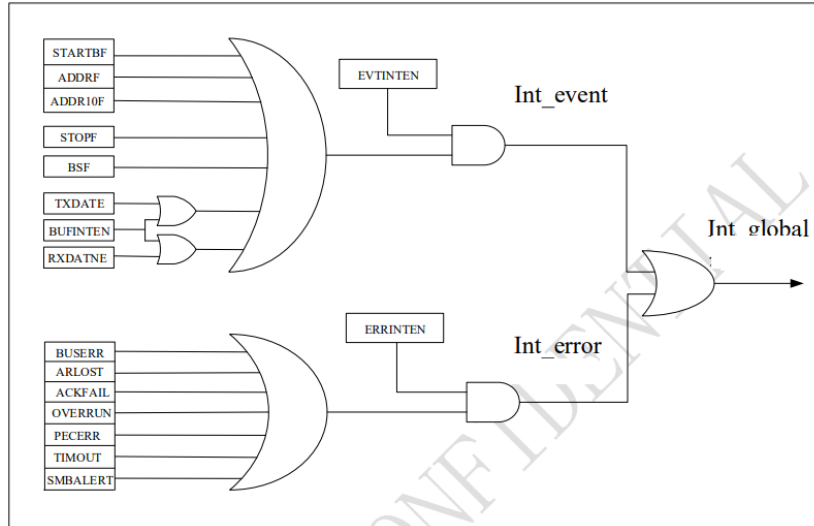 STARTBF
ADDRF
ADDR10F
STOPF
BSF
TXDATE
BUFINTEN
RXDATNE
EVTINTEN
Int_event
Int_global
BUSERR
ARLOST
ACKFAIL
OVERRUN
PECERR
TIMOUT
SMBALERT
ERRINTEN
Int_error
ONFIDENTIAL